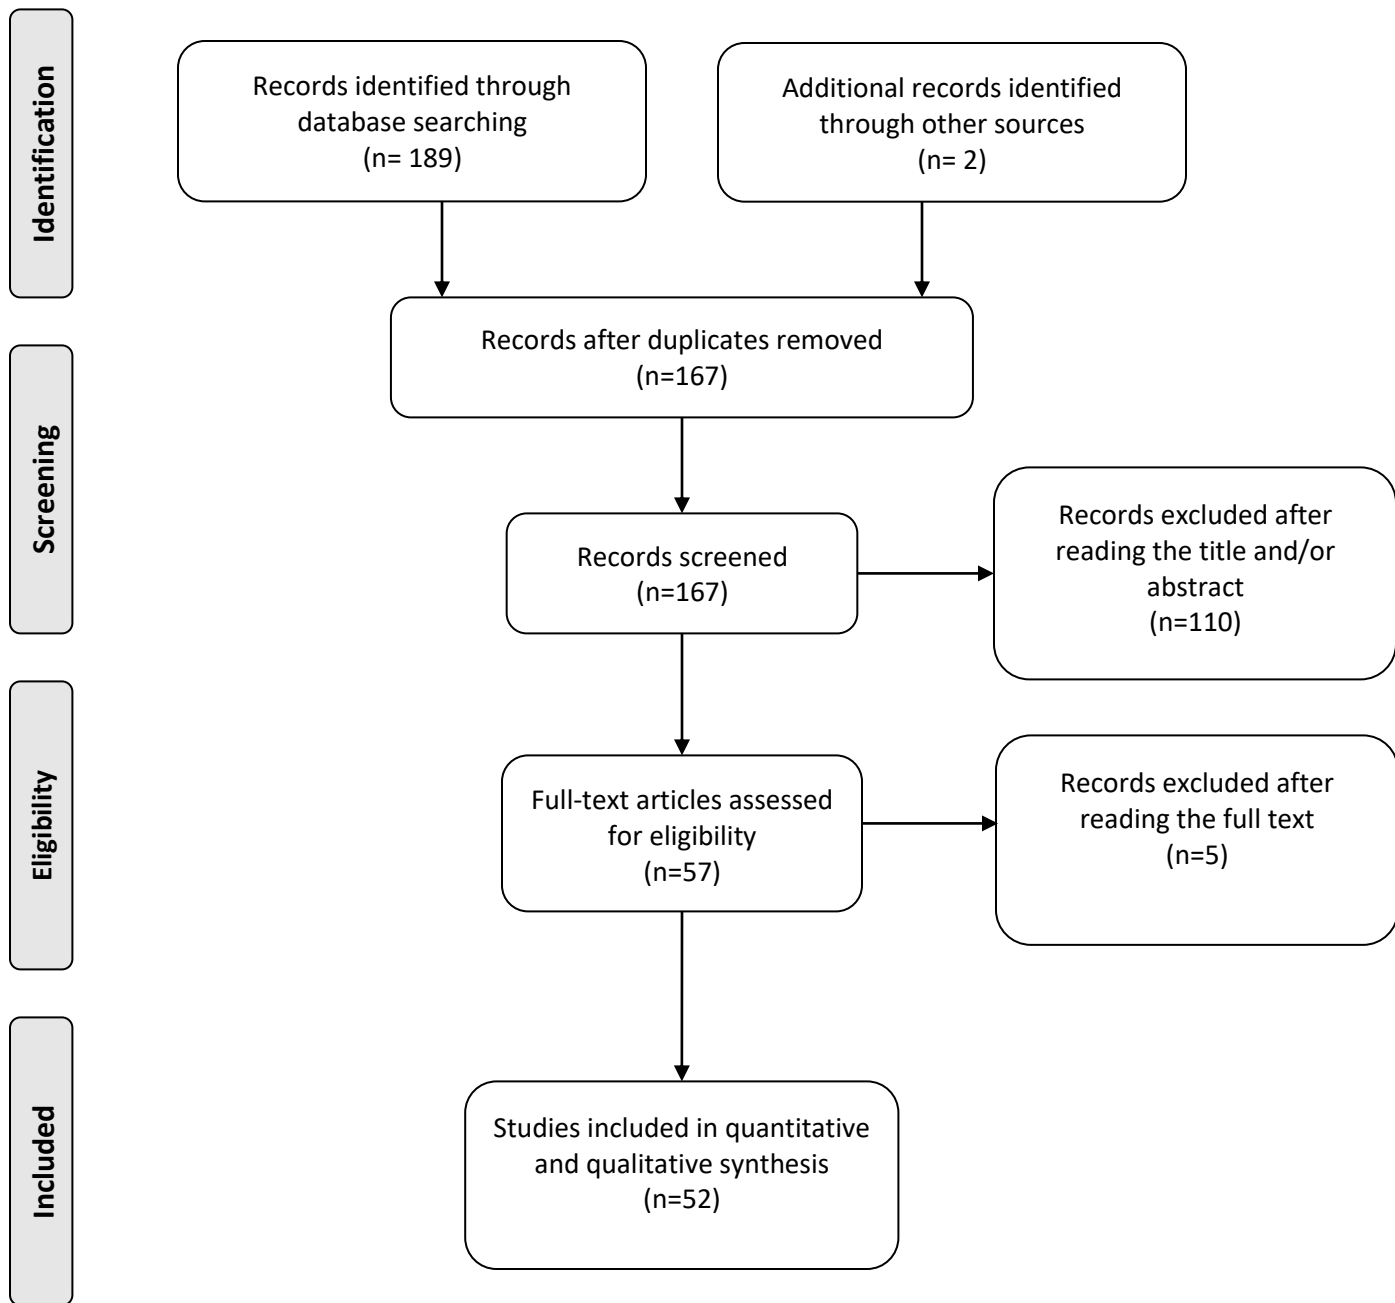 Identification
Records identified through
database searching
(n= 189)
Additional records identified
through other sources
(n= 2)
Records after duplicates removed
(n=167)
Screening
Records screened
(n=167)
Records excluded after
reading the title and/or
abstract
(n=110)
Eligibility
Full-text articles assessed
for eligibility
(n=57)
Records excluded after
reading the full text
(n=5)
Included
Studies included in quantitative
and qualitative synthesis
(n=52)